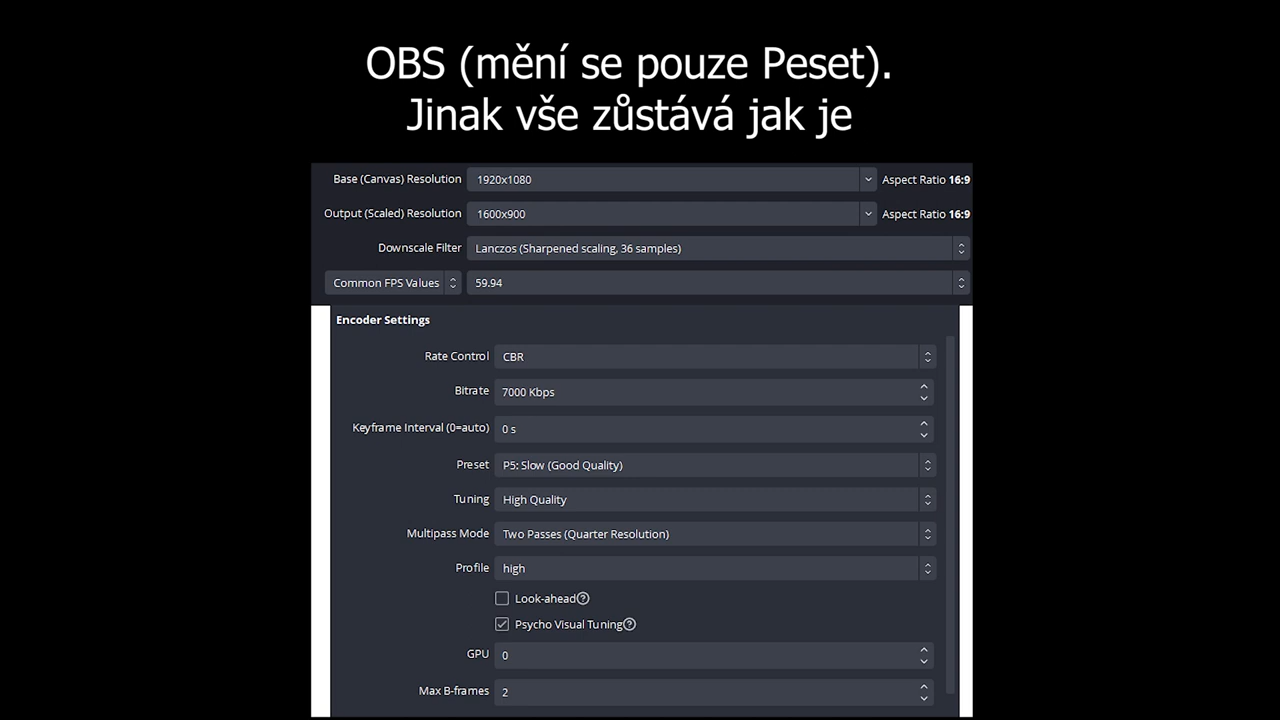 OBS (mění se pouze Peset).
Jinak vše zůstává jak je
Base (Canvas) Resolution 1920x1080 Aspect Ratio 16:9
Output (Scaled) Resolution 1600x900 Aspect Ratio 16:9
Downscale Filter Lanczos (Sharpened scaling, 36 samples)
Common FPS Values 59.94
Encoder Settings
Rate Control CBR
Bitrate 7000 Kbps
Keyframe Interval (0=auto) 0 s
Preset P5: Slow (Good Quality)
Tuning High Quality
Multipass Mode Two Passes (Quarter Resolution)
Profile high
Look-ahead ?
Psycho Visual Tuning ?
GPU 0
Max B-frames 2